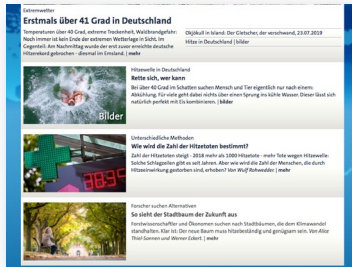 Extremwetter
Erstmals über 41 Grad in Deutschland
Temperaturen über 40 Grad, extreme Trockenheit, Waldbrandgefahr:
Noch immer ist kein Ende der extremen Wetterlage in Sicht. Im
Gegenteil: Am Nachmittag wurde der erst zuvor erreichte deutsche
Hitzerekord gebrochen - diesmal im Emsland. | mehr
Okjökull in Island: Der Gletscher, der verschwand, 23.07.2019
Hitze in Deutschland | bilder
Bilder
Hitzewelle in Deutschland
Rette sich, wer kann
Bei über 40 Grad im Schatten suchen Mensch und Tier eigentlich nur nach einem:
Abkühlung. Für viele geht dabei nichts über einen Sprung ins kühle Wasser. Dieser lässt sich
natürlich perfekt mit Eis kombinieren. | bilder
Unterschiedliche Methoden
Wie wird die Zahl der Hitzetoten bestimmt?
Zahl der Hitzetoten steigt - 2018 mehr als 1000 Hitzetote - mehr Tote wegen Hitzewelle:
Solche Schlagzeilen gibt es seit Jahren. Aber wie wird die Zahl der Menschen, die durch
Hitzeeinwirkung gestorben sind, erhoben? Von Wulf Rohwedder. | mehr
Forscher suchen Alternativen
So sieht der Stadtbaum der Zukunft aus
Forstwissenschaftler und Ökonomen suchen nach Stadtbäumen, die dem Klimawandel
standhalten. Klar ist: Der neue Baum muss hitzebeständig und genügsam sein. Von Alice
Thiel-Sonnen und Werner Eckert. | mehr